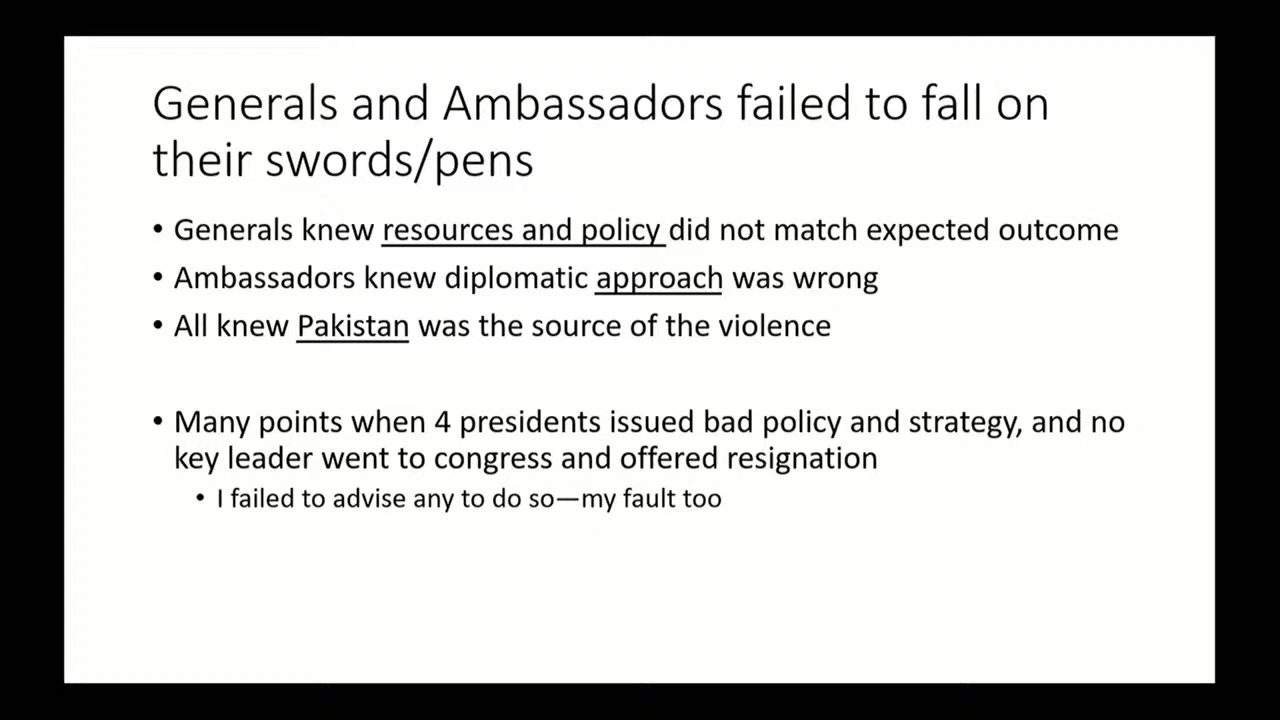 Generals and Ambassadors failed to fall on
their swords/pens
• Generals knew resources and policy did not match expected outcome
• Ambassadors knew diplomatic approach was wrong
• All knew Pakistan was the source of the violence
• Many points when 4 presidents issued bad policy and strategy, and no
key leader went to congress and offered resignation
• I failed to advise any to do so—my fault too